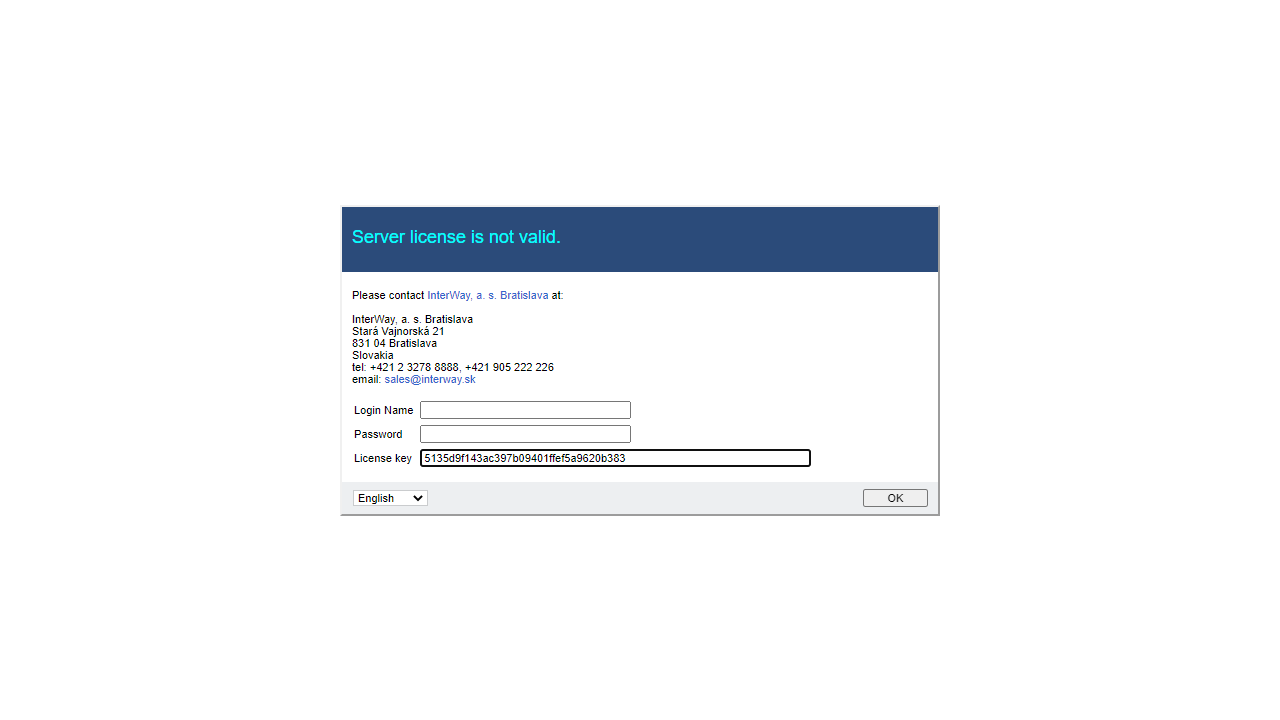 Server license is not valid.
Please contact InterWay, a. s. Bratislava at:
InterWay, a. s. Bratislava
Stará Vajnorská 21
831 04 Bratislava
Slovakia
tel: +421 2 3278 8888, +421 905 222 226
email: sales@interway.sk
Login Name
Password
License key 5135d9f143ac397b09401ffef5a9620b383
English OK